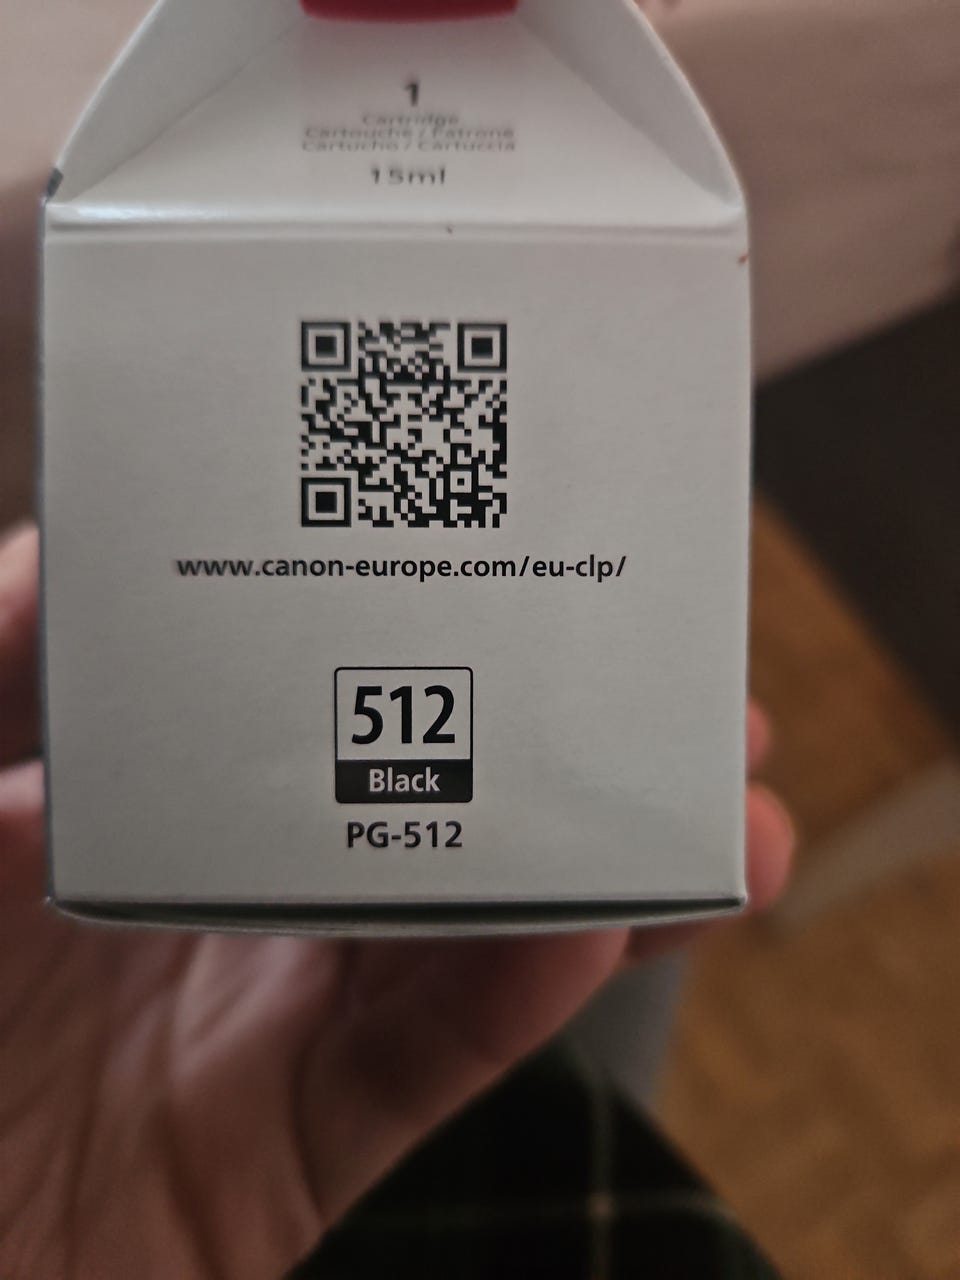 1
Cartridge
Cartouche / Patrone
Cartucho / Cartuccia
15ml
www.canon-europe.com/eu-clp/
512
Black
PG-512